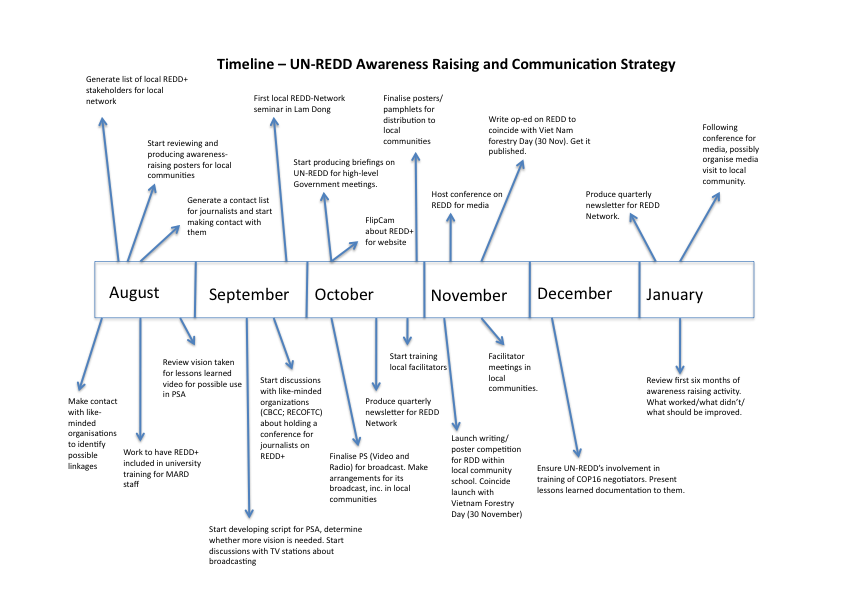 Timeline – UN-REDD Awareness Raising and Communication Strategy
Generate list of local REDD+
stakeholders for local
network
Start reviewing and
producing awareness-
raising posters for local
communities
Generate a contact list
for journalists and start
making contact with
them
First local REDD-Network
seminar in Lam Dong
Start producing briefings on
UN-REDD for high-level
Government meetings.
FlipCam
about REDD+
for website
Finalise posters/
pamphlets for
distribution to
local
communities
Host conference on
REDD for media
Write op-ed on REDD to
coincide with Viet Nam
forestry Day (30 Nov). Get it
published.
Produce quarterly
newsletter for REDD
Network.
Following
conference for
media, possibly
organise media
visit to local
community.
August
September
October
November
December
January
Make contact
with like-
minded
organisations
to identify
possible
linkages
Work to have REDD+
included in university
training for MARD
staff
Review vision taken
for lessons learned
video for possible use
in PSA
Start developing script for PSA, determine
whether more vision is needed. Start
discussions with TV stations about
broadcasting
Start discussions
with like-minded
organizations
(CBCC; RECOFTC)
about holding a
conference for
journalists on
REDD+
Finalise PS (Video and
Radio) for broadcast. Make
arrangements for its
broadcast, inc. in local
communities
Produce quarterly
newsletter for REDD
Network
Start training
local facilitators
Launch writing/
poster competition
for RDD within
local community
school. Coincide
launch with
Vietnam Forestry
Day (30 November)
Facilitator
meetings in
local
communities.
Ensure UN-REDD's involvement in
training of COP16 negotiators. Present
lessons learned documentation to them.
Review first six months of
awareness raising activity.
What worked/what didn't/
what should be improved.